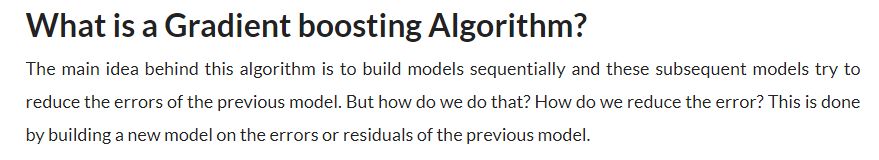 What is a Gradient boosting Algorithm?
The main idea behind this algorithm is to build models sequentially and these subsequent models try to
reduce the errors of the previous model. But how do we do that? How do we reduce the error? This is done
by building a new model on the errors or residuals of the previous model.